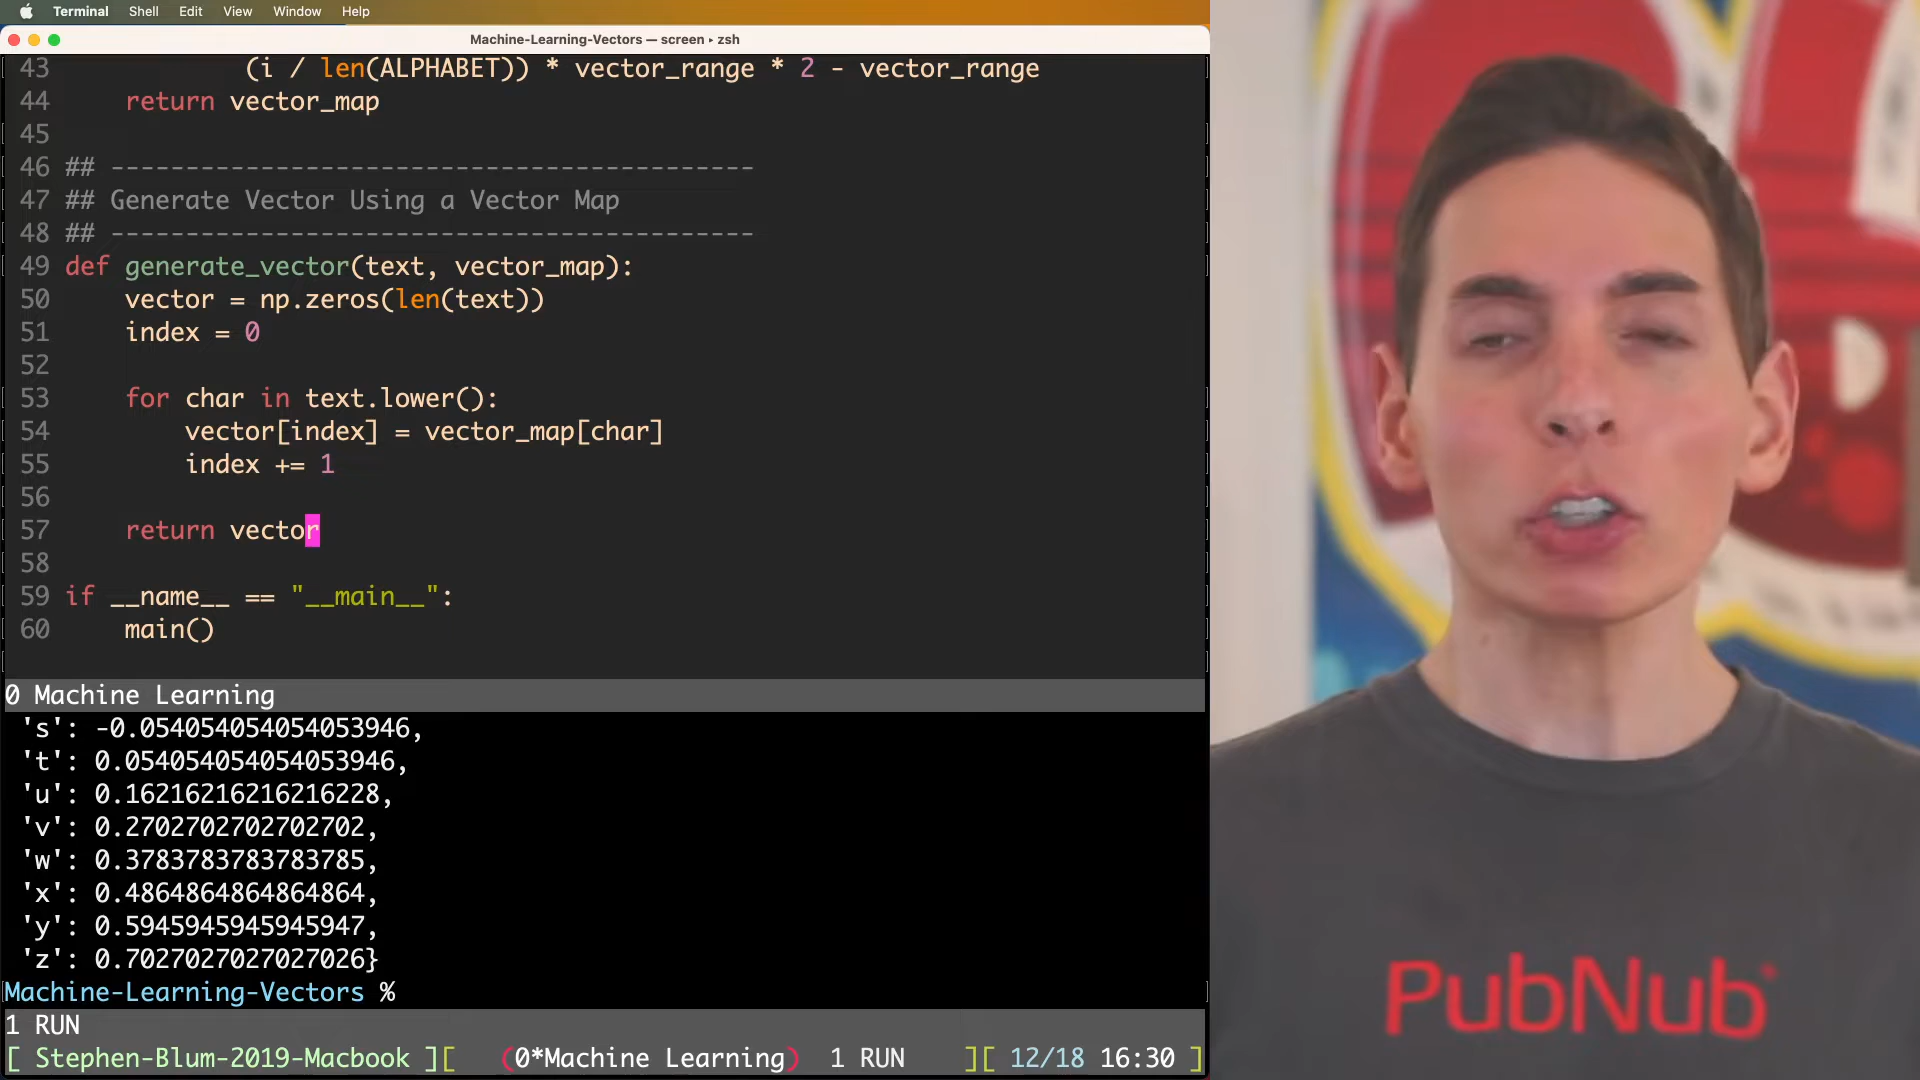 Terminal Shell Edit View Window Help
Machine-Learning-Vectors — screen ▸ zsh
43 (i / len(ALPHABET)) * vector_range * 2 - vector_range
44 return vector_map
45
46 ## -------------------------------------------
47 ## Generate Vector Using a Vector Map
48 ## -------------------------------------------
49 def generate_vector(text, vector_map):
50 vector = np.zeros(len(text))
51 index = 0
52
53 for char in text.lower():
54 vector[index] = vector_map[char]
55 index += 1
56
57 return vector
58
59 if __name__ == "__main__":
60 main()
0 Machine Learning
's': -0.054054054054053946,
't': 0.054054054054053946,
'u': 0.16216216216216228,
'v': 0.2702702702702702,
'w': 0.3783783783783785,
'x': 0.4864864864864864,
'y': 0.5945945945945947,
'z': 0.7027027027027026}
Machine-Learning-Vectors %
1 RUN
[ Stephen-Blum-2019-Macbook ][ (0*Machine Learning) 1 RUN ][ 12/18 16:30 ]
PubNub